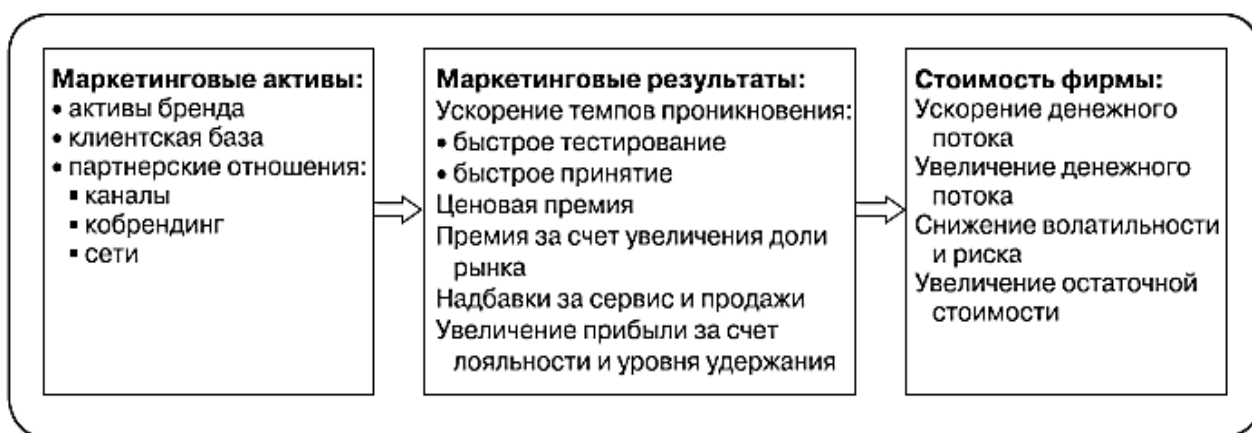 Маркетинговые активы:
• активы бренда
• клиентская база
• партнерские отношения:
▪ каналы
▪ кобрендинг
▪ сети
Маркетинговые результаты:
Ускорение темпов проникновения:
• быстрое тестирование
• быстрое принятие
Ценовая премия
Премия за счет увеличения доли
рынка
Надбавки за сервис и продажи
Увеличение прибыли за счет
лояльности и уровня удержания
Стоимость фирмы:
Ускорение денежного
потока
Увеличение денежного
потока
Снижение волатильности
и риска
Увеличение остаточной
стоимости